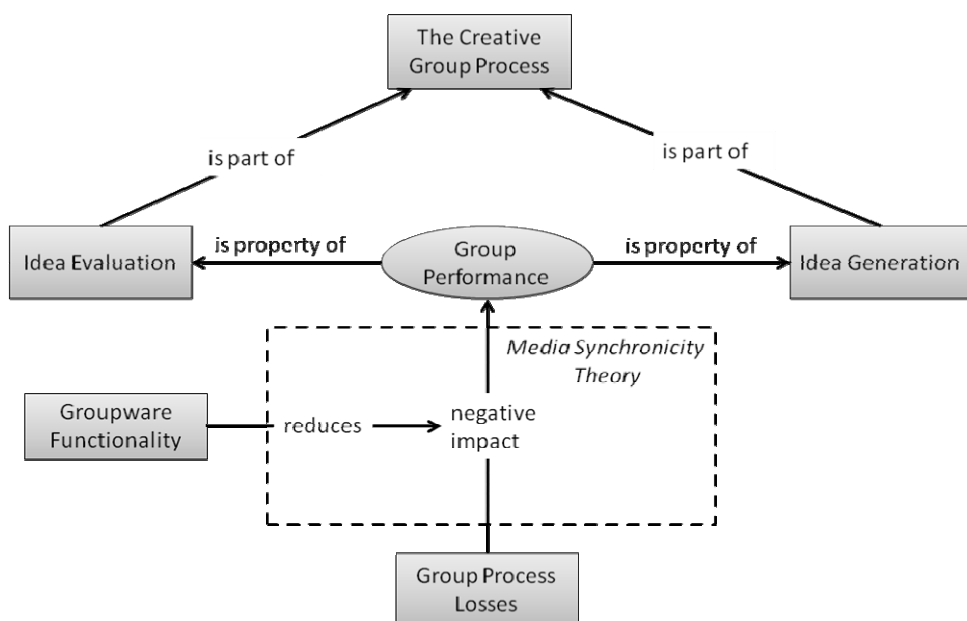 The Creative
Group Process
is part of
is part of
Idea Evaluation
is property of
Group
Performance
is property of
Idea Generation
Media Synchronicity
Theory
Groupware
Functionality
reduces
negative
impact
Group Process
Losses